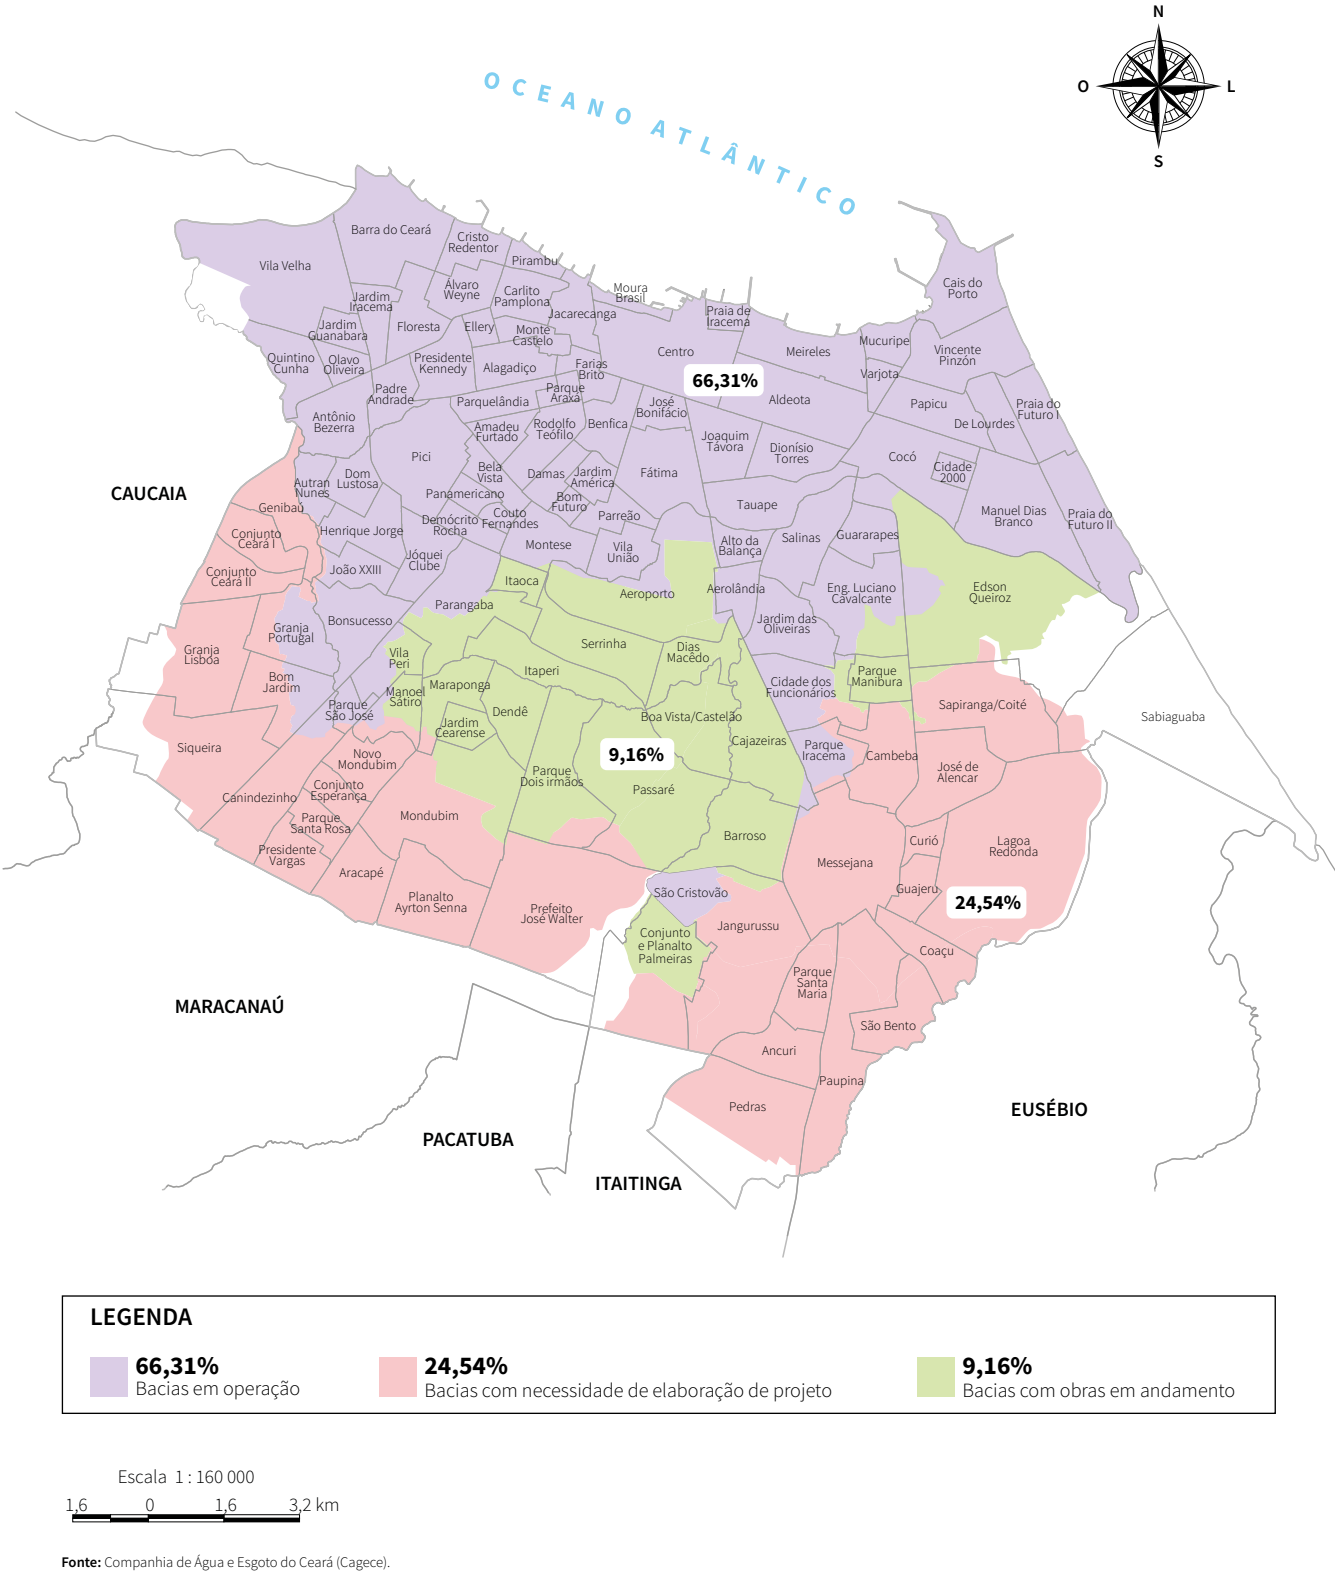 N
O
L
S
OCEANO ATLÂNTICO
Barra do Ceará
Cristo
Redentor
Pirambu
Vila Velha
Moura
Brasil
Cais do
Porto
Álvaro
Weyne
Carlito
Pamplona
Jardim
Iracema
Jacarecanga
Praia de
Iracema
Jardim
Guanabara
Floresta
Ellery
Monte
Castelo
Centro
Meireles
Mucuripe
Vincente
Pinzón
Quintino
Cunha
Olavo
Oliveira
Presidente
Kennedy
Alagadiço
Farias
Brito
66,31%
Varjota
Padre
Andrade
Parquelândia
Parque
Araxá
José
Bonifácio
Aldeota
Papicu
Praia do
Futuro I
Antônio
Bezerra
Amadeu
Furtado
Rodolfo
Teófilo
Benfica
De Lourdes
Joaquim
Távora
Dionísio
Torres
Pici
Cocó
Cidade
2000
CAUCAIA
Autran
Nunes
Dom
Lustosa
Bela
Vista
Damas
Jardim
América
Fátima
Panamericano
Bom
Futuro
Tauape
Genibaú
Demócrito
Rocha
Couto
Fernandes
Parreão
Manuel Dias
Branco
Praia do
Futuro II
Conjunto
Ceará I
Henrique Jorge
Montese
Vila
União
Alto da
Balança
Salinas
Guararapes
Jóquei
Clube
Conjunto
Ceará II
João XXIII
Itaoca
Aeroporto
Aerolândia
Eng. Luciano
Cavalcante
Edson
Queiroz
Parangaba
Bonsucesso
Granja
Portugal
Jardim das
Oliveiras
Granja
Lisboa
Vila
Peri
Serrinha
Dias
Macêdo
Itaperi
Parque
Manibura
Bom
Jardim
Manoel
Sátiro
Maraponga
Cidade dos
Funcionários
Parque
São José
Dendê
Sapiranga/Coité
Jardim
Cearense
Boa Vista/Castelão
Sabiaguaba
Siqueira
Cajazeiras
Parque
Iracema
Novo
Mondubim
9,16%
Cambeba
José de
Alencar
Parque
Dois irmãos
Passaré
Canindezinho
Conjunto
Esperança
Mondubim
Parque
Santa Rosa
Barroso
Curió
Lagoa
Redonda
Presidente
Vargas
Messejana
Aracapé
Guajeru
São Cristovão
24,54%
Planalto
Ayrton Senna
Prefeito
José Walter
Jangurussu
Conjunto
e Planalto
Palmeiras
Coaçu
Parque
Santa
Maria
MARACANAÚ
São Bento
Ancuri
Paupina
Pedras
EUSÉBIO
PACATUBA
ITAITINGA
LEGENDA
66,31%
Bacias em operação
24,54%
Bacias com necessidade de elaboração de projeto
9,16%
Bacias com obras em andamento
Escala 1 : 160 000
1,6 0 1,6 3,2 km
Fonte: Companhia de Água e Esgoto do Ceará (Cagece).